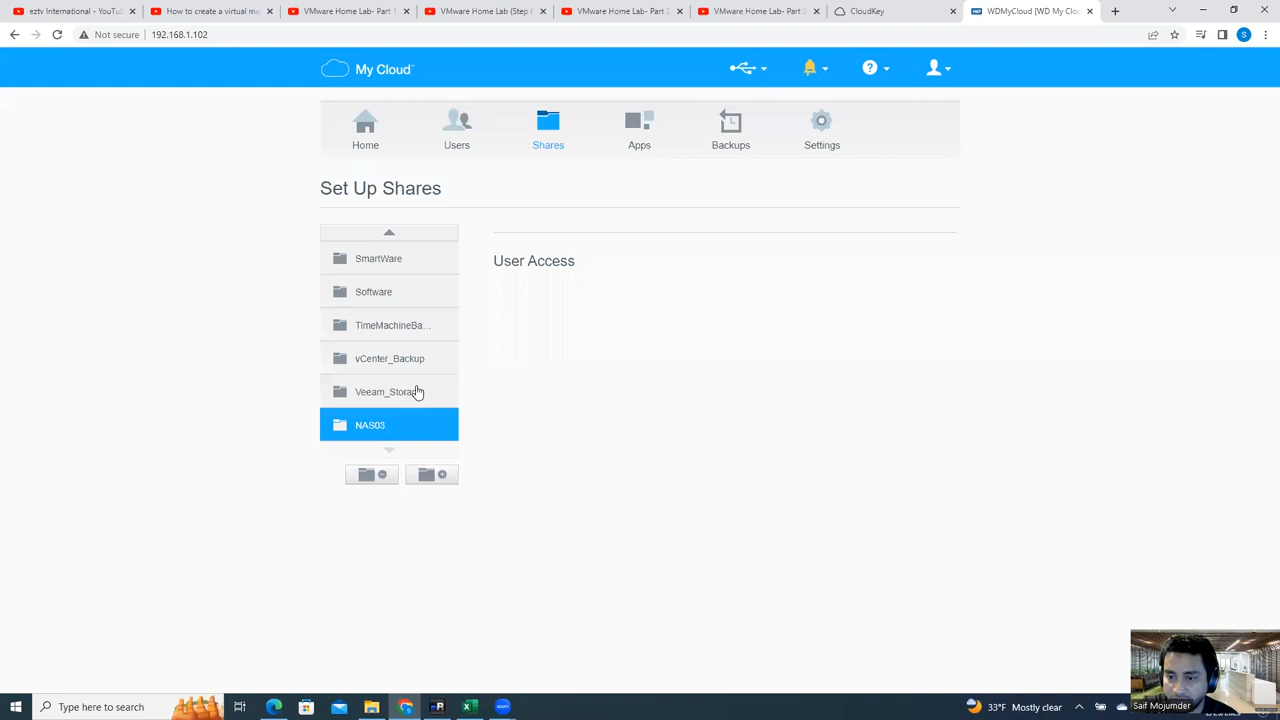 eztv International - YouTub
How to create a virtual ma
VMware Home Lab- Part
VMware Home Lab (Step
VMware Home Lab- Part
VMware Home Lab- Part
CloudKey
WDMyCloud [WD My Clo
Not secure
192.168.1.102
S
My Cloud
Home
Users
Shares
Apps
Backups
Settings
Set Up Shares
SmartWare
Software
TimeMachineBa...
vCenter_Backup
Veeam_Stora
NAS03
User Access
Type here to search
33°F Mostly clear
Saif Mojumder